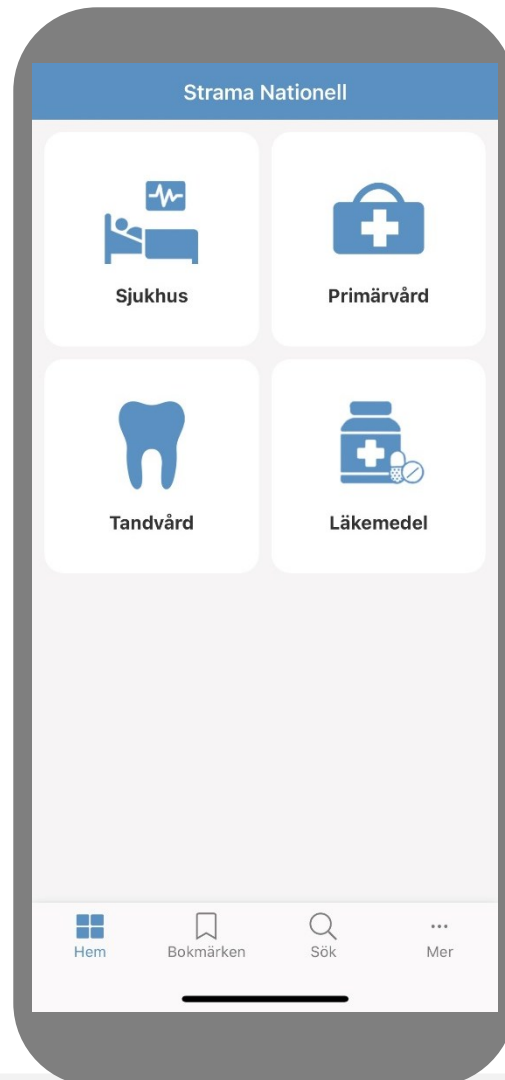 Strama Nationell
Sjukhus
Primärvård
Tandvård
Läkemedel
Hem
Bokmärken
Sök
Mer